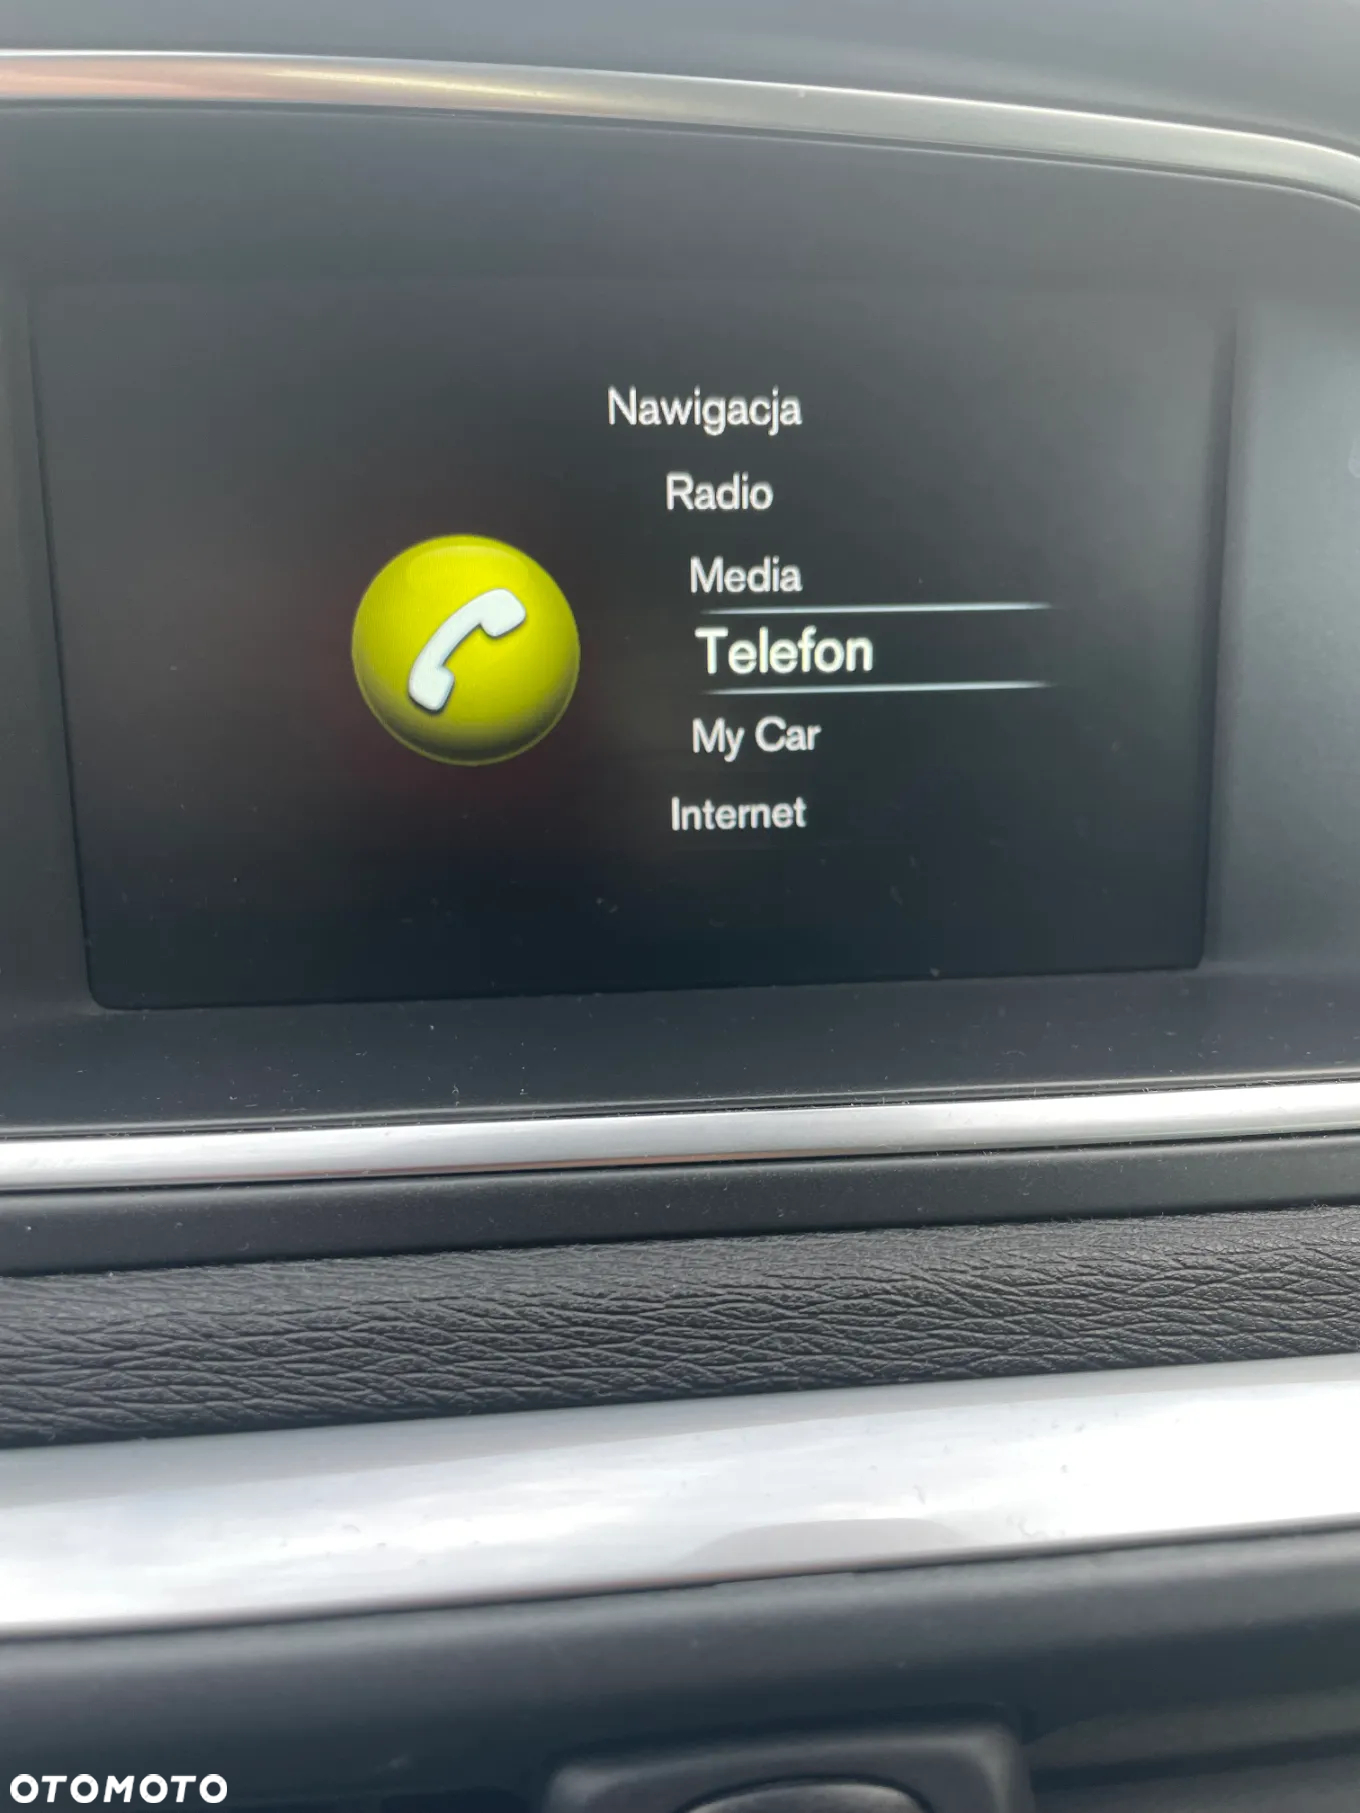 Nawigacja
Radio
Media
Telefon
My Car
Internet
OTOMOTO